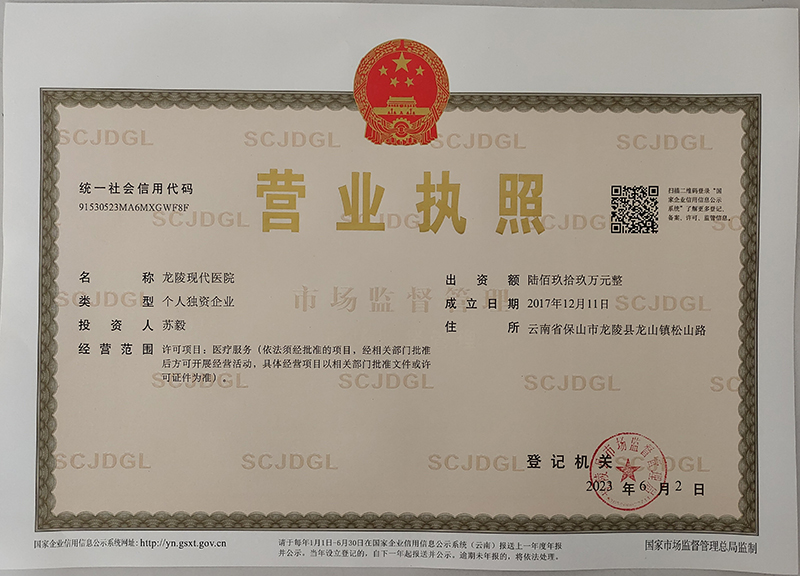 营业执照
统一社会信用代码
91530523MA6MXGWF8F
扫描二维码登录"国
家企业信用信息公示
系统"了解更多登记、
备案、许可、监管信息。
名 称 龙陵现代医院
类 型 个人独资企业
投 资 人 苏毅
经 营 范 围 许可项目：医疗服务（依法须经批准的项目，经相关部门批准
后方可开展经营活动，具体经营项目以相关部门批准文件或许
可证件为准）。
出 资 额 陆佰玖拾玖万元整
成 立 日 期 2017年12月11日
住 所 云南省保山市龙陵县龙山镇松山路
市场监督管理
SCJDGL
登 记 机 关
2023 年 6 月 2 日
国家企业信用信息公示系统网址：http://yn.gsxt.gov.cn
请于每年1月1日-6月30日在国家企业信用信息公示系统（云南）报送上一年度年报
并公示。当年设立登记的，自下一年起报送并公示。逾期未年报的，将依法处理。
国家市场监督管理总局监制